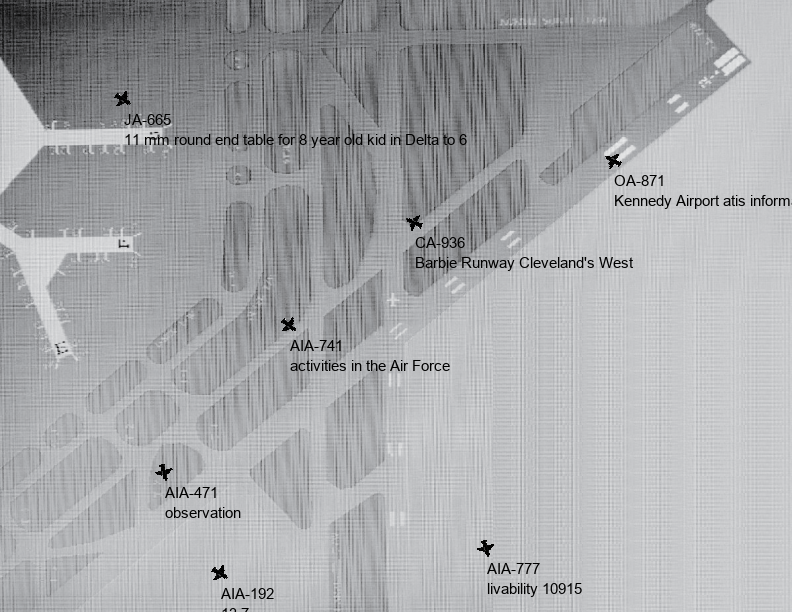 JA-665
11 mm round end table for 8 year old kid in Delta to 6
OA-871
Kennedy Airport atis inform
CA-936
Barbie Runway Cleveland's West
AIA-741
activities in the Air Force
AIA-471
observation
AIA-777
livability 10915
AIA-192
12.7